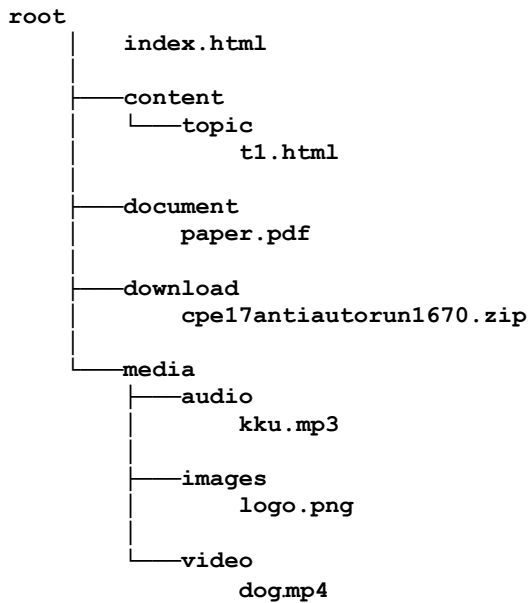 root
index.html
content
topic
t1.html
document
paper.pdf
download
cpe17antiautorun1670.zip
media
audio
kku.mp3
images
logo.png
video
dog.mp4